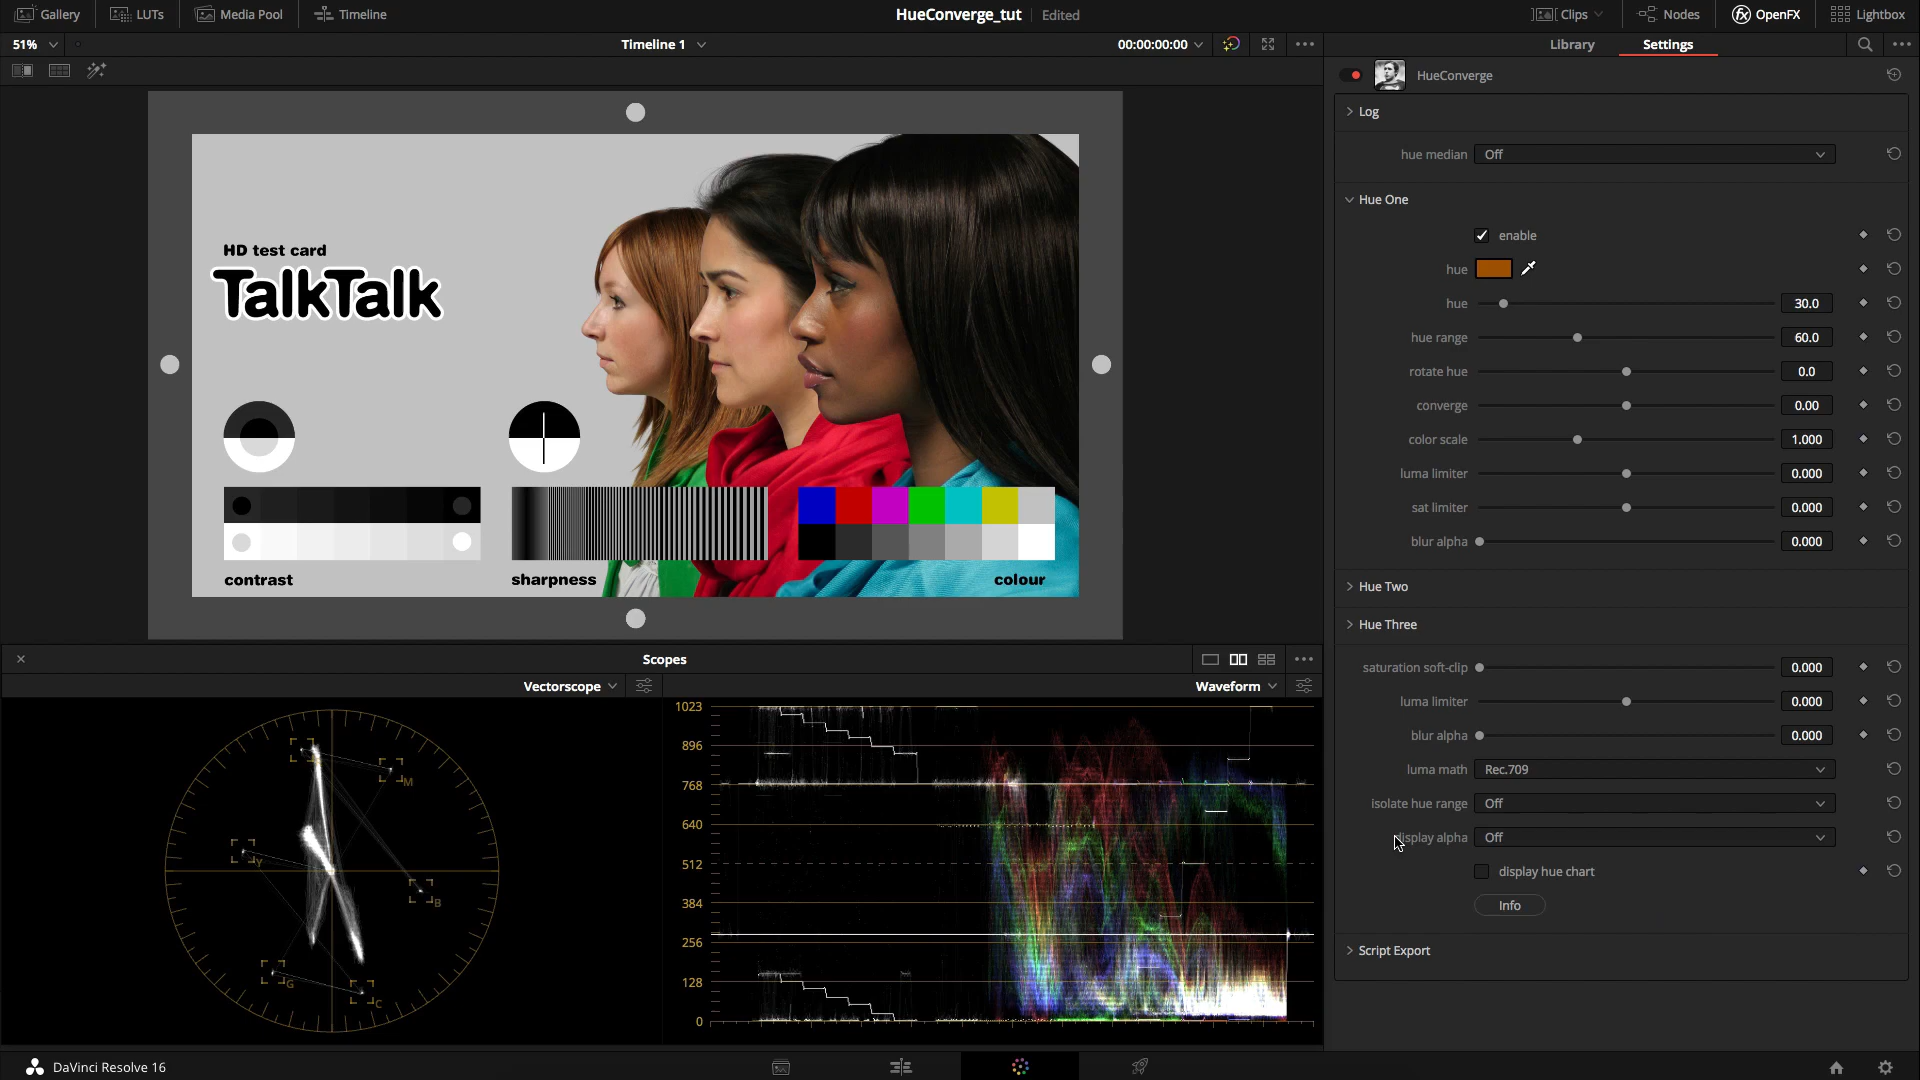 Gallery LUTs Media Pool Timeline HueConverge_tut Edited Clips Nodes fx OpenFX Lightbox
51% Timeline 1 00:00:00:00 Library Settings
HueConverge
Log
hue median Off
Hue One
enable
hue
hue 30.0
hue range 60.0
rotate hue 0.0
converge 0.00
color scale 1.000
luma limiter 0.000
sat limiter 0.000
blur alpha 0.000
Hue Two
Hue Three
saturation soft-clip 0.000
luma limiter 0.000
blur alpha 0.000
luma math Rec.709
isolate hue range Off
display alpha Off
display hue chart
Info
Script Export
HD test card
TalkTalk
contrast sharpness colour
Scopes
Vectorscope Waveform
M
Y
B
G
C
1023
896
768
640
512
384
256
128
0
DaVinci Resolve 16